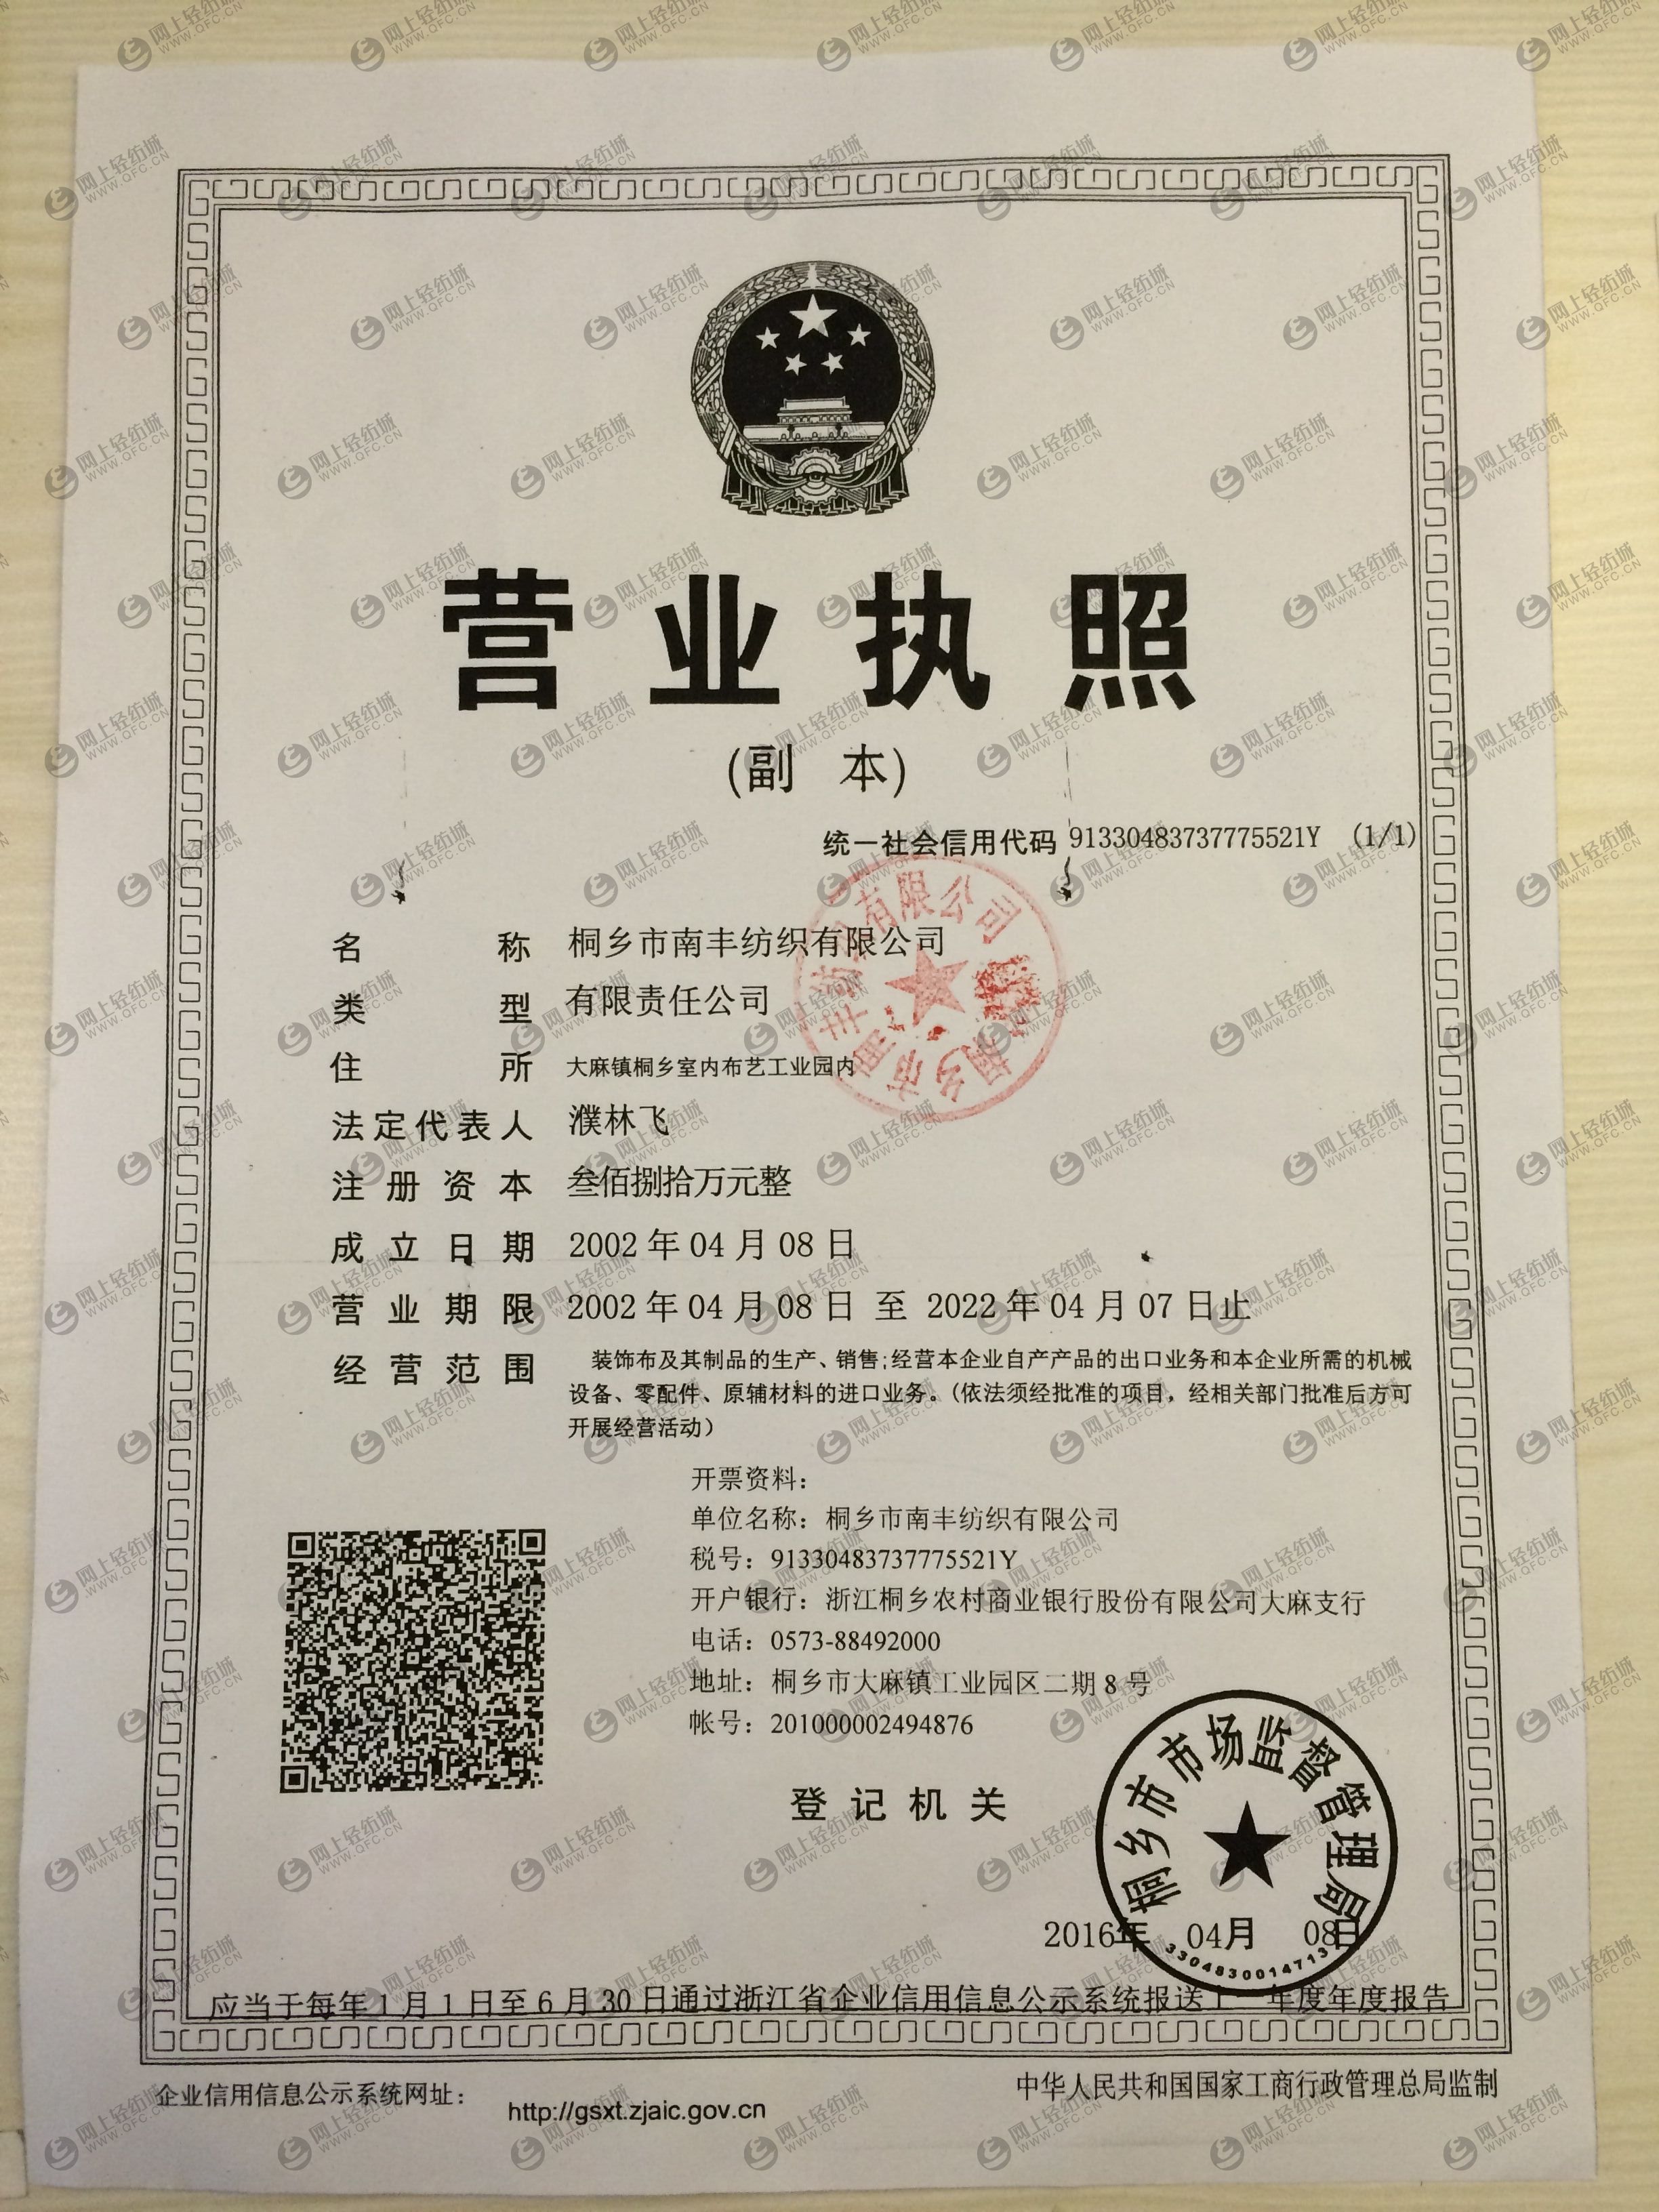 营业执照
(副 本)
统一社会信用代码 91330483737775521Y (1/1)
名称 桐乡市南丰纺织有限公司
类型 有限责任公司
住所 大麻镇桐乡室内布艺工业园内
法定代表人 濮林飞
注册资本 叁佰捌拾万元整
成立日期 2002年04月08日
营业期限 2002年04月08日 至 2022年04月07日止
经营范围 装饰布及其制品的生产、销售;经营本企业自产产品的出口业务和本企业所需的机械
设备、零配件、原辅材料的进口业务。(依法须经批准的项目，经相关部门批准后方可
开展经营活动)
开票资料：
单位名称：桐乡市南丰纺织有限公司
税号：91330483737775521Y
开户银行：浙江桐乡农村商业银行股份有限公司大麻支行
电话：0573-88492000
地址：桐乡市大麻镇工业园区二期8号
帐号：201000002494876
登记机关
桐乡市市场监督管理局
2016年 04月 08日
3304830014713
应当于每年1月1日至6月30日通过浙江省企业信用信息公示系统报送上一年度年度报告
企业信用信息公示系统网址：
http://gsxt.zjaic.gov.cn
中华人民共和国国家工商行政管理总局监制
桐乡市南丰纺织有限公司
网上轻纺城
WWW.QFC.CN